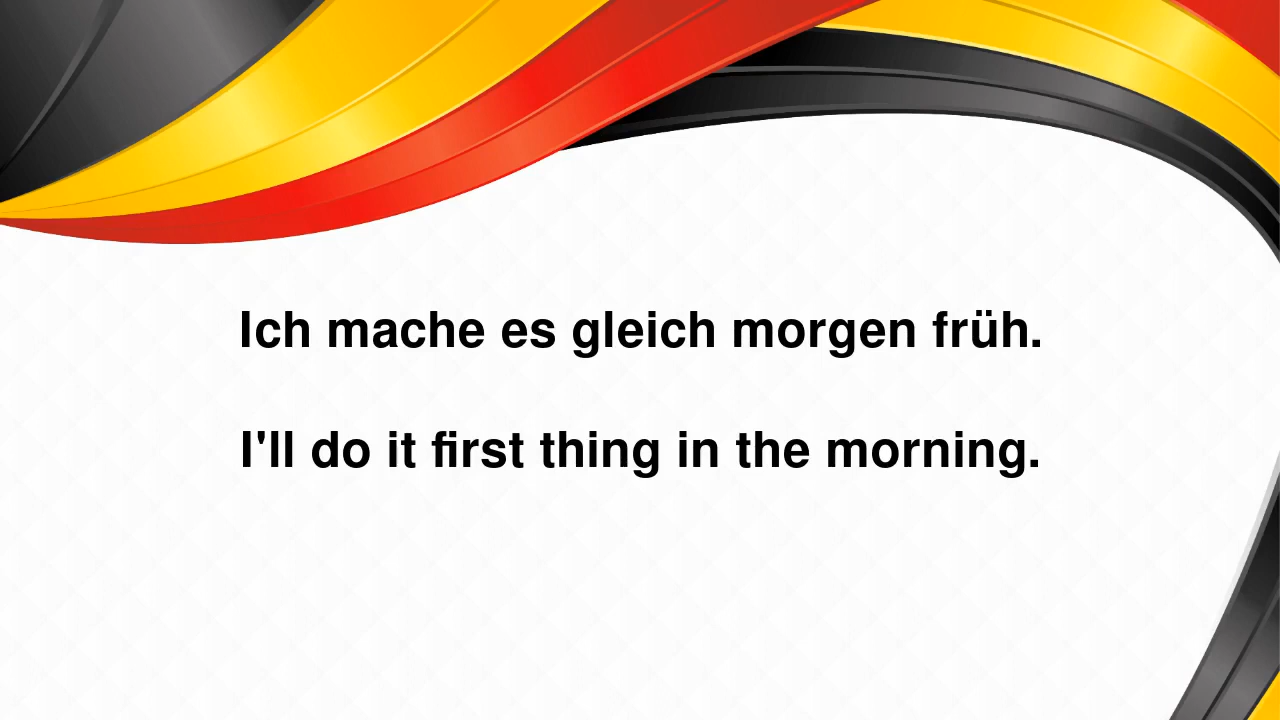 Ich mache es gleich morgen früh.
I'll do it first thing in the morning.